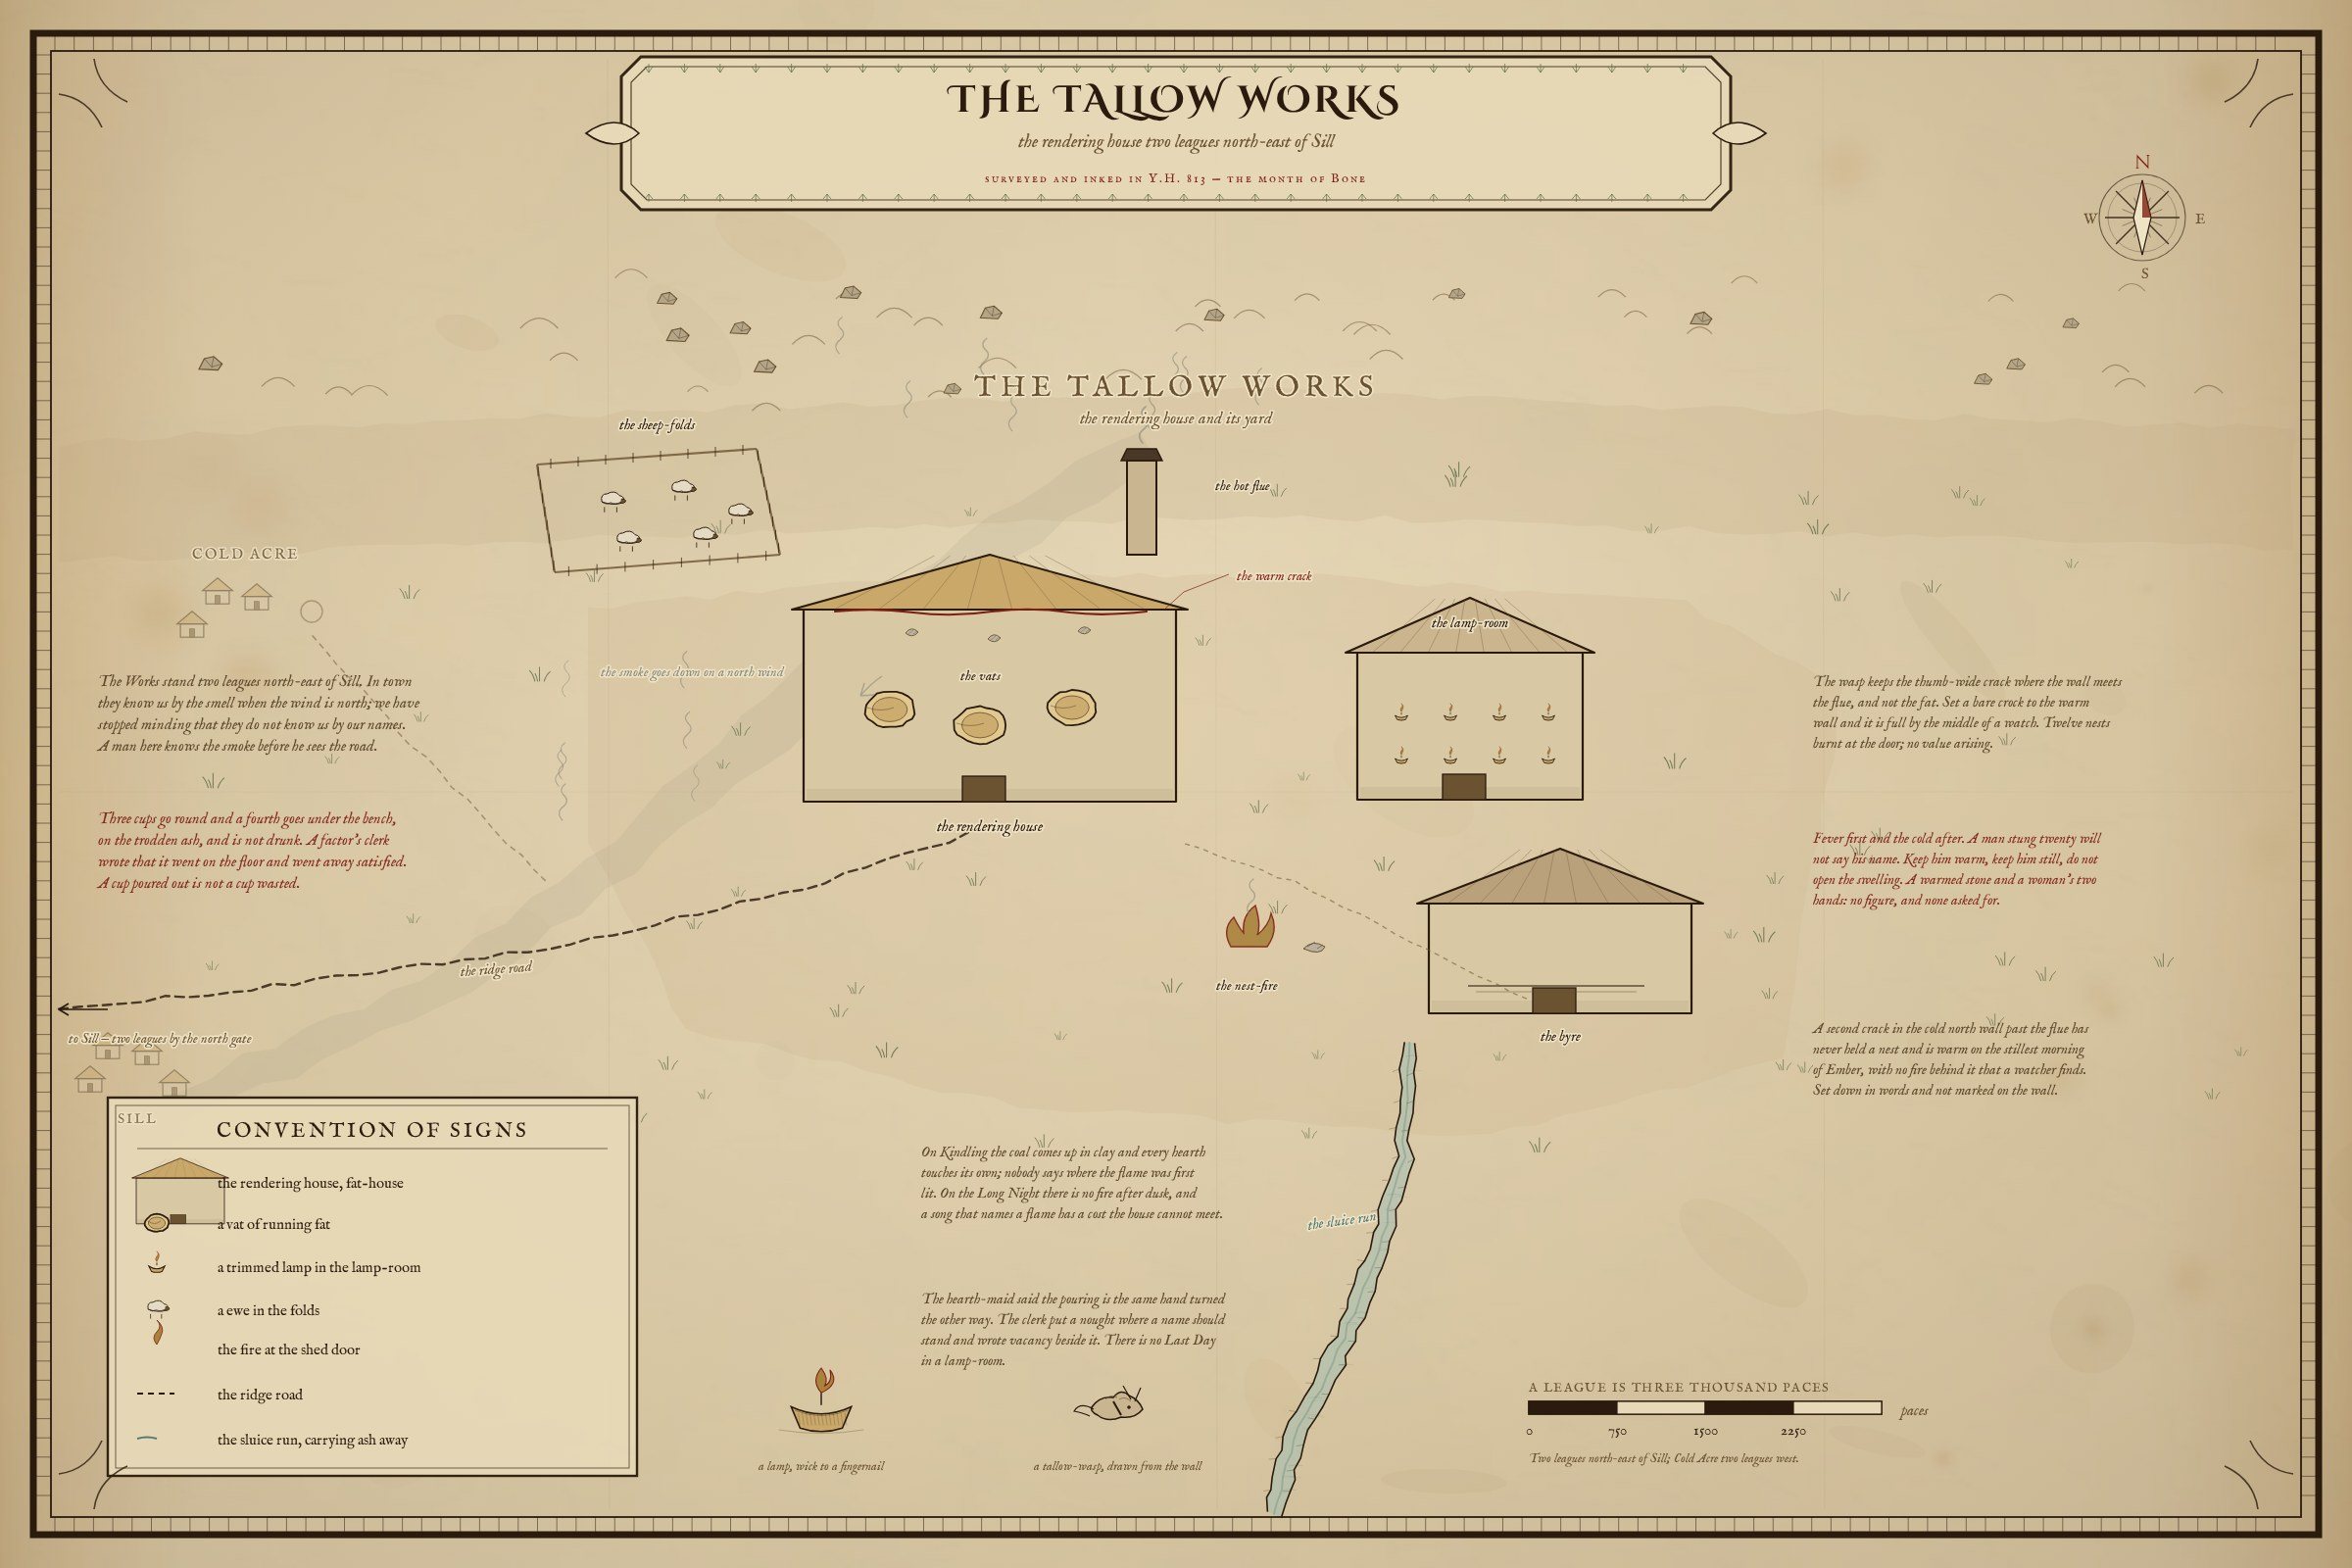 THE TALLOW WORKS
the rendering house two leagues north-east of Sill
SURVEYED AND INKED IN Y.H. 813 — THE MONTH OF BONE
N
W
E
S
THE TALLOW WORKS
the rendering house and its yard
the sheep-folds
the hot flue
COLD ACRE
the warm crack
the lamp-room
the smoke goes down on a north wind
the vats
The Works stand two leagues north-east of Sill. In town
they know us by the smell when the wind is north; we have
stopped minding that they do not know us by our names.
A man here knows the smoke before he sees the road.
The wasp keeps the thumb-wide crack where the wall meets
the flue, and not the fat. Set a bare crock to the warm
wall and it is full by the middle of a watch. Twelve nests
burnt at the door; no value arising.
Three cups go round and a fourth goes under the bench,
on the trodden ash, and is not drunk. A factor's clerk
wrote that it went on the floor and went away satisfied.
A cup poured out is not a cup wasted.
the rendering house
Fever first and the cold after. A man stung twenty will
not say his name. Keep him warm, keep him still, do not
open the swelling. A warmed stone and a woman's two
hands: no figure, and none asked for.
the ridge road
the nest-fire
to Sill — two leagues by the north gate
the byre
A second crack in the cold north wall past the flue has
never held a nest and is warm on the stillest morning
of Ember, with no fire behind it that a watcher finds.
Set down in words and not marked on the wall.
SILL
CONVENTION OF SIGNS
the rendering house, fat-house
a vat of running fat
a trimmed lamp in the lamp-room
a ewe in the folds
the fire at the shed door
the ridge road
the sluice run, carrying ash away
On Kindling the coal comes up in clay and every hearth
touches its own; nobody says where the flame was first
lit. On the Long Night there is no fire after dusk, and
a song that names a flame has a cost the house cannot meet.
the sluice run
The hearth-maid said the pouring is the same hand turned
the other way. The clerk put a nought where a name should
stand and wrote vacancy beside it. There is no Last Day
in a lamp-room.
a lamp, wick to a fingernail
a tallow-wasp, drawn from the wall
A LEAGUE IS THREE THOUSAND PACES
paces
0 750 1500 2250
Two leagues north-east of Sill; Cold Acre two leagues west.